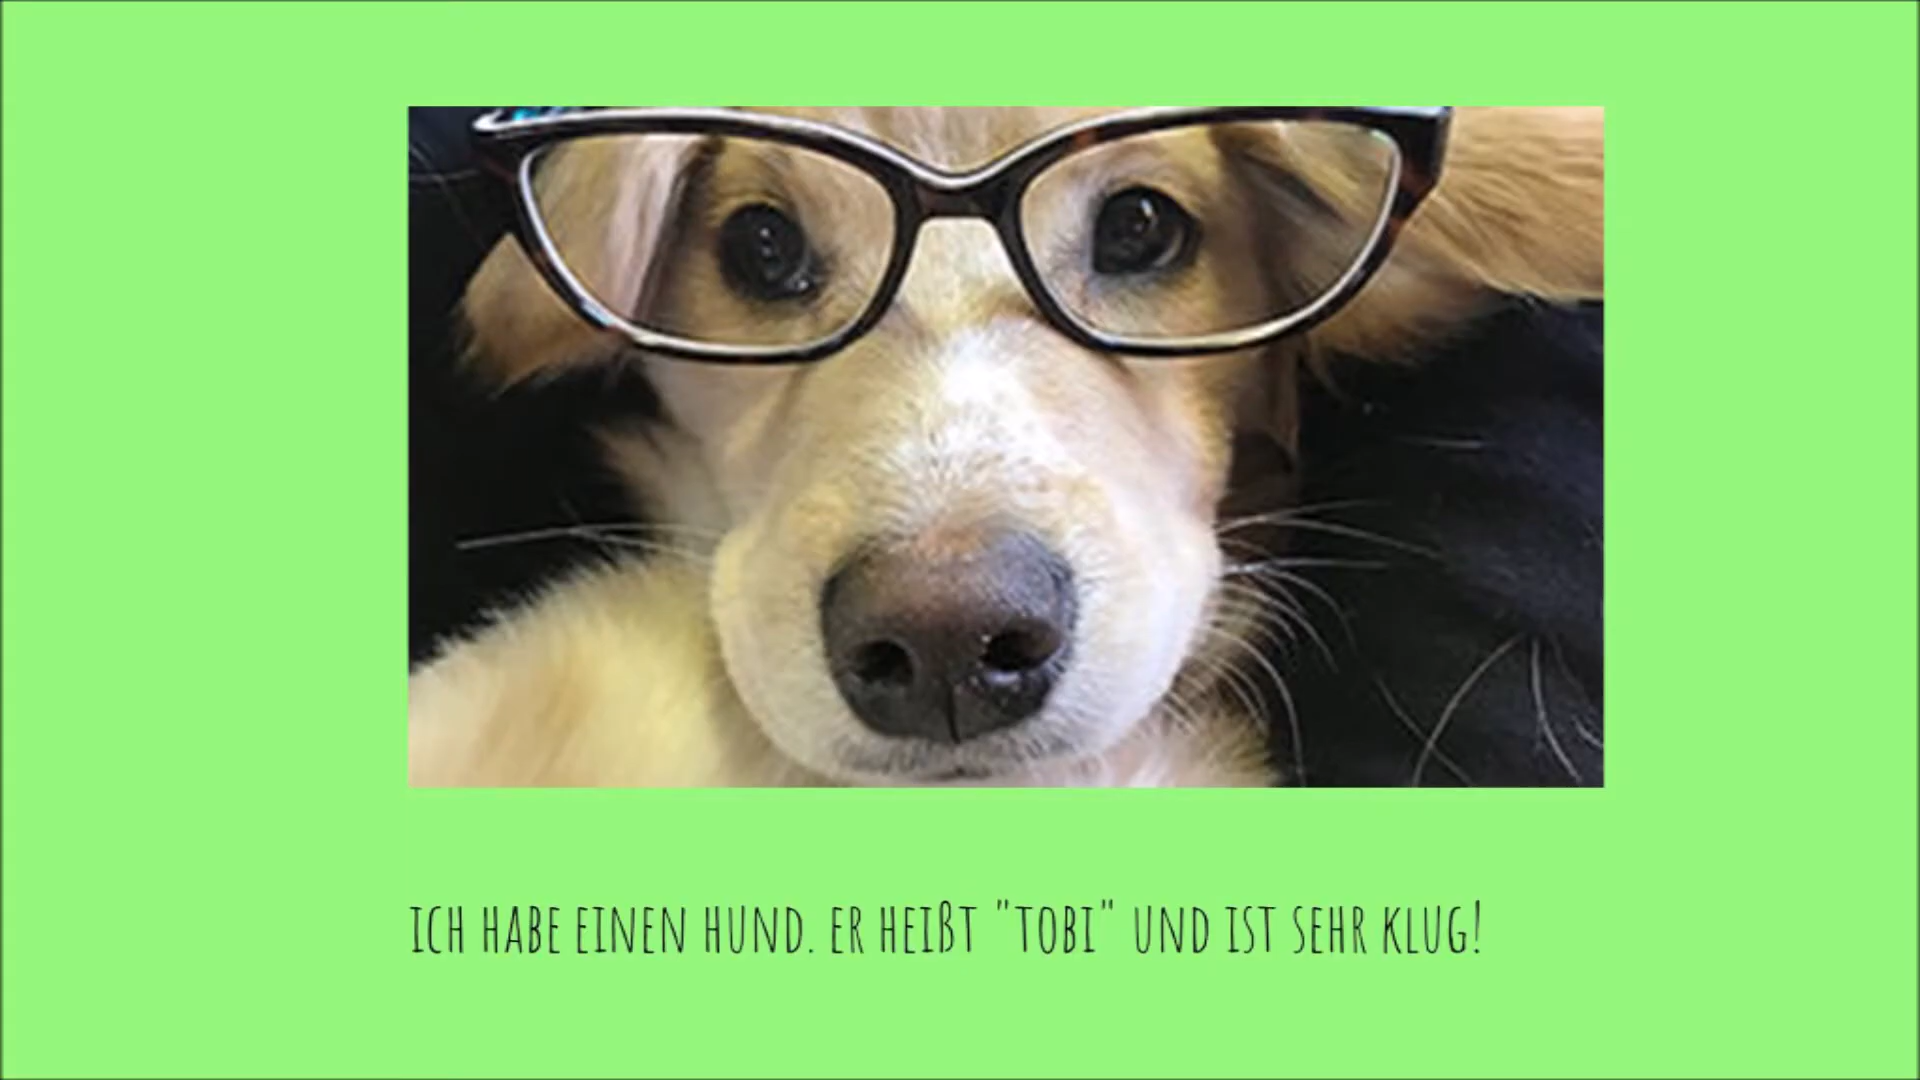 ICH HABE EINEN HUND. ER HEIßT "TOBI" UND IST SEHR KLUG!